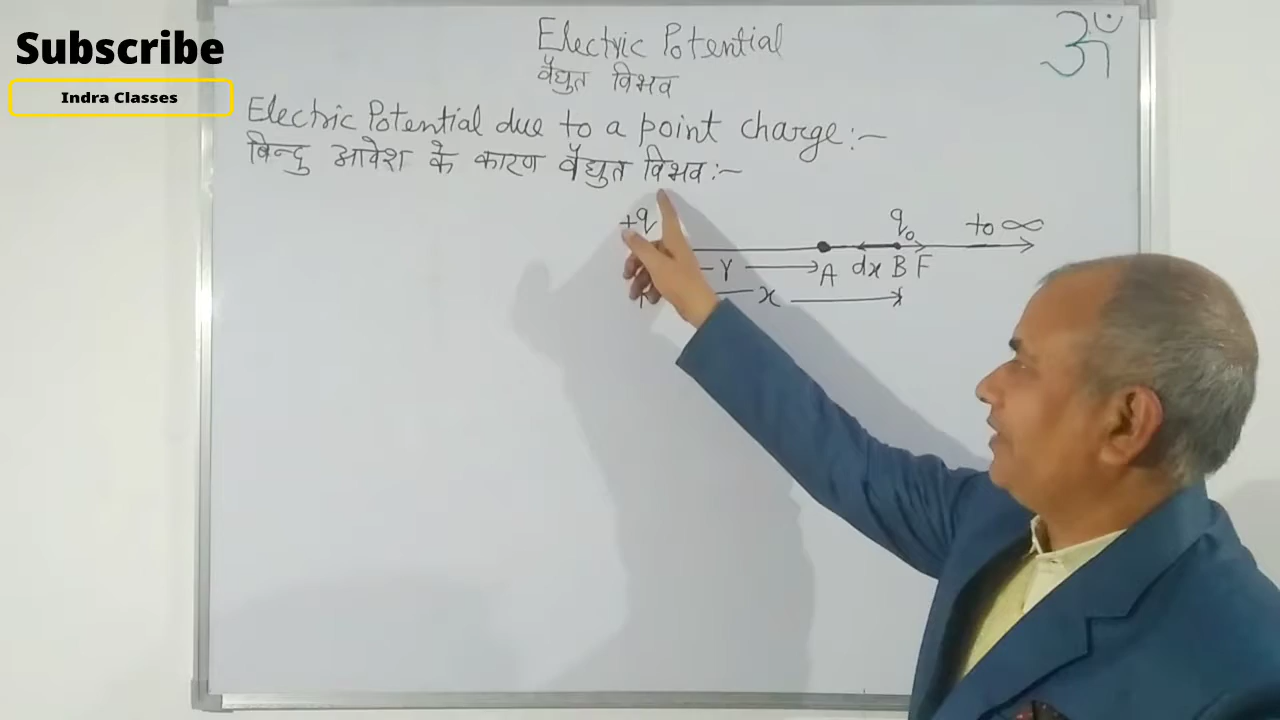 Subscribe
Indra Classes
Electric Potential
ॐ
वैद्युत विभव
Electric Potential due to a point charge:-
बिन्दु आवेश के कारण वैद्युत विभव:-
+q q₀ to ∞
r A dx B F
x